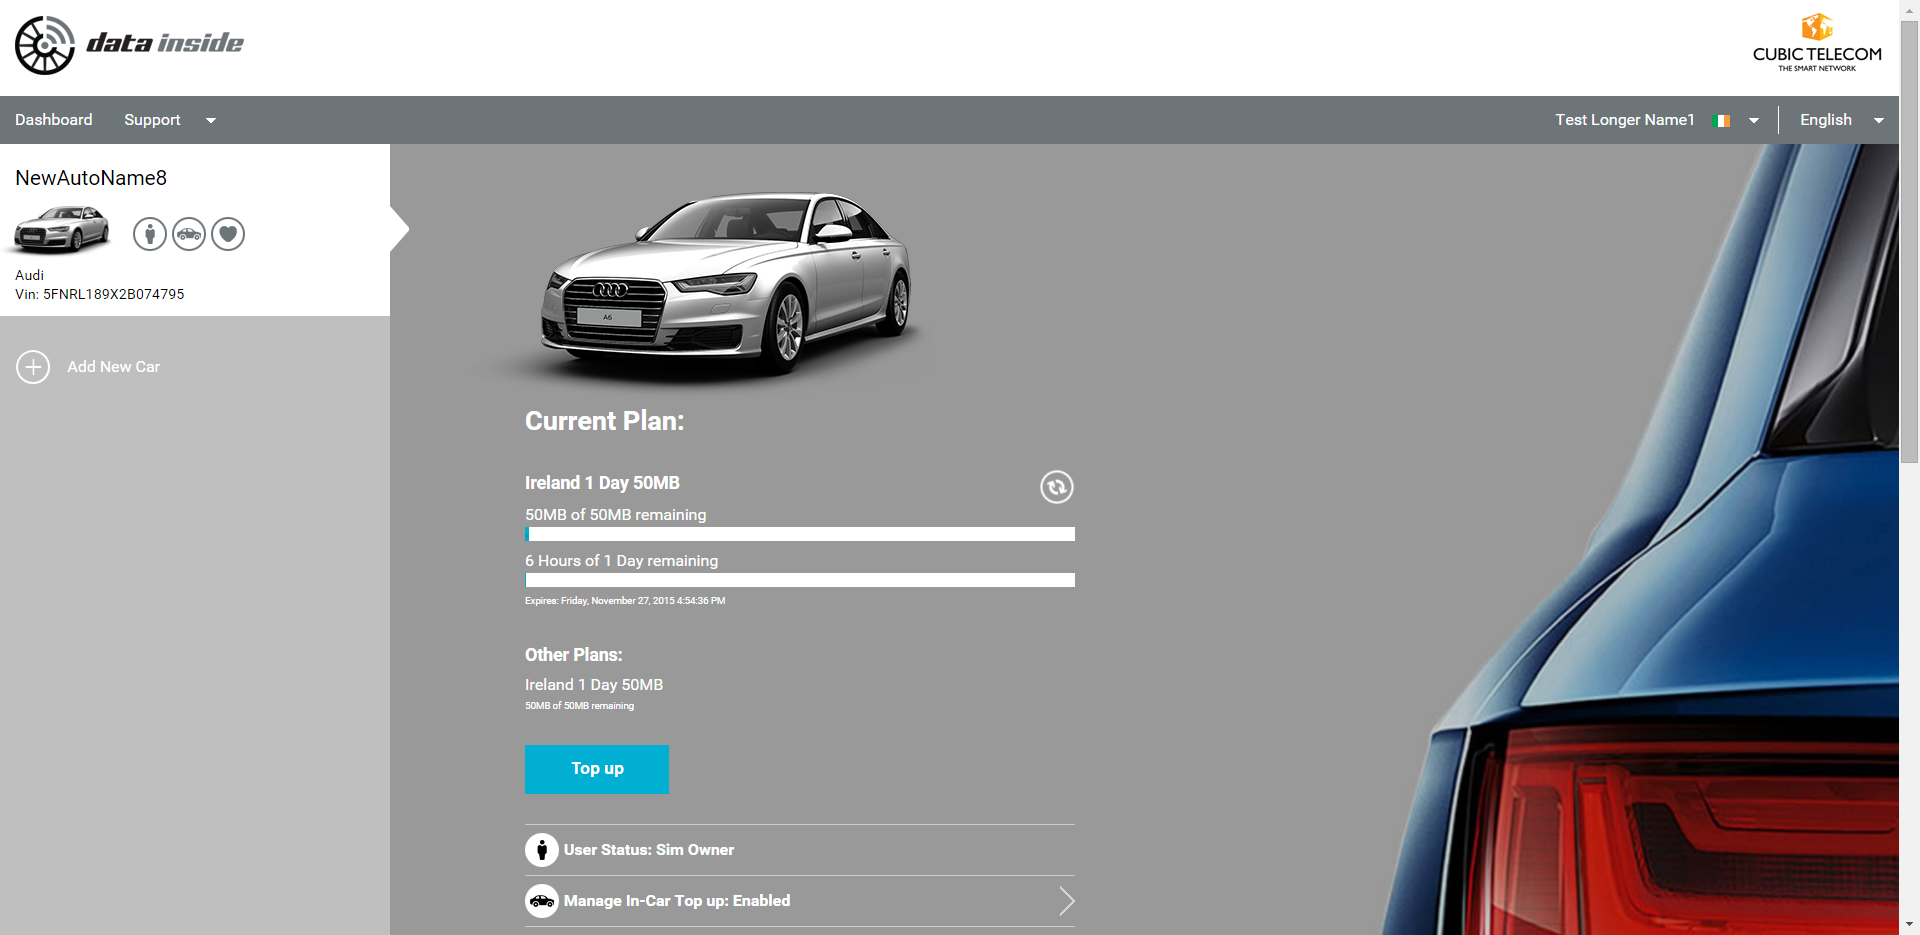 data inside
CUBIC TELECOM
THE SMART NETWORK
Dashboard
Support
Test Longer Name1
English
NewAutoName8
Audi
Vin: 5FNRL189X2B074795
Add New Car
A6
Current Plan:
Ireland 1 Day 50MB
50MB of 50MB remaining
6 Hours of 1 Day remaining
Expires: Friday, November 27, 2015 4:54:36 PM
Other Plans:
Ireland 1 Day 50MB
50MB of 50MB remaining
Top up
User Status: Sim Owner
Manage In-Car Top up: Enabled